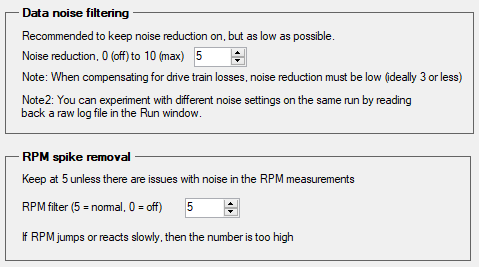 Data noise filtering
Recommended to keep noise reduction on, but as low as possible.
Noise reduction, 0 (off) to 10 (max) 5
Note: When compensating for drive train losses, noise reduction must be low (ideally 3 or less)
Note2: You can experiment with different noise settings on the same run by reading
back a raw log file in the Run window.
RPM spike removal
Keep at 5 unless there are issues with noise in the RPM measurements
RPM filter (5 = normal, 0 = off) 5
If RPM jumps or reacts slowly, then the number is too high